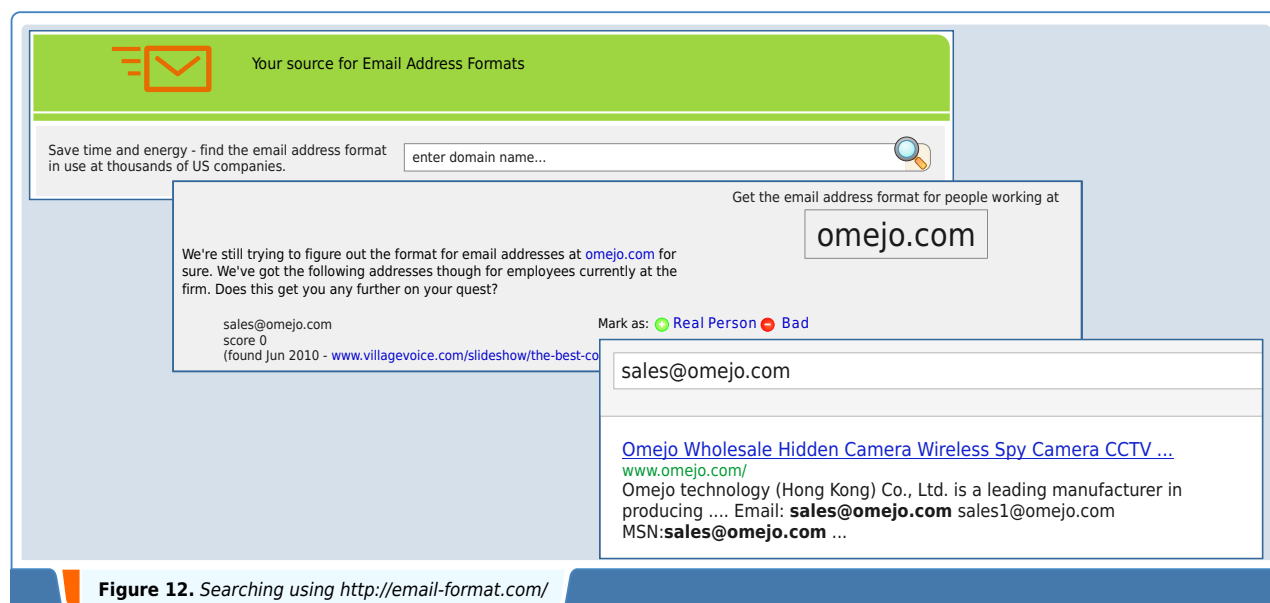 Your source for Email Address Formats
Save time and energy - find the email address format
in use at thousands of US companies.
enter domain name...
Get the email address format for people working at
omejo.com
We're still trying to figure out the format for email addresses at omejo.com for
sure. We've got the following addresses though for employees currently at the
firm. Does this get you any further on your quest?
sales@omejo.com
Mark as: Real Person Bad
score 0
(found Jun 2010 - www.villagevoice.com/slideshow/the-best-co
sales@omejo.com
Omejo Wholesale Hidden Camera Wireless Spy Camera CCTV ...
www.omejo.com/
Omejo technology (Hong Kong) Co., Ltd. is a leading manufacturer in
producing .... Email: sales@omejo.com sales1@omejo.com
MSN:sales@omejo.com ...
Figure 12. Searching using http://email-format.com/